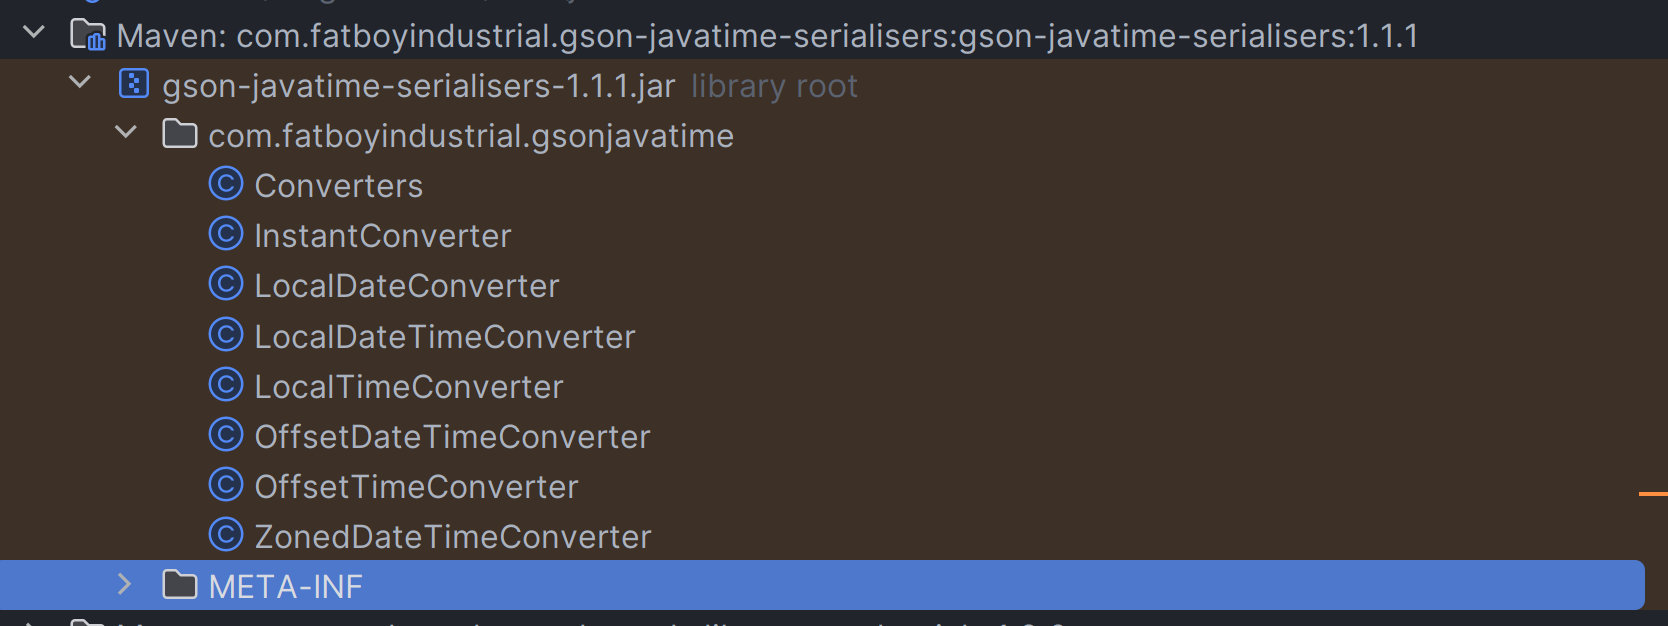 Maven: com.fatboyindustrial.gson-javatime-serialisers:gson-javatime-serialisers:1.1.1
gson-javatime-serialisers-1.1.1.jar library root
com.fatboyindustrial.gsonjavatime
Converters
InstantConverter
LocalDateConverter
LocalDateTimeConverter
LocalTimeConverter
OffsetDateTimeConverter
OffsetTimeConverter
ZonedDateTimeConverter
META-INF